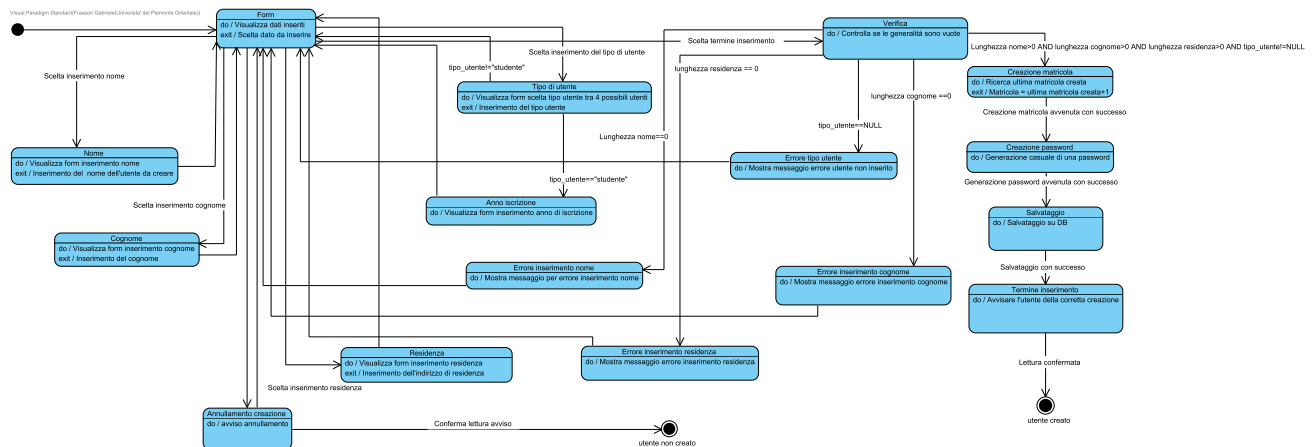 Visual Paradigm Standard(Frasson Gabriele(Universita' del Piemonte Orientale))
Form
do / Visualizza dati inseriti
exit / Scelta dato da inserire
Verifica
do / Controlla se le generalità sono vuote
Scelta termine inserimento
Scelta inserimento del tipo di utente
Lunghezza nome>0 AND lunghezza cognome>0 AND lunghezza residenza>0 AND tipo_utente!=NULL
tipo_utente!="studente"
lunghezza residenza == 0
Scelta inserimento nome
Creazione matricola
do / Ricerca ultima matricola creata
exit / Matricola = ultima matricola creata+1
Tipo di utente
do / Visualizza form scelta tipo utente tra 4 possibili utenti
exit / Inserimento del tipo utente
lunghezza cognome ==0
Creazione matricola avvenuta con successo
tipo_utente==NULL
Lunghezza nome==0
Creazione password
do / Generazione casuale di una password
Nome
do / Visualizza form inserimento nome
exit / Inserimento del  nome dell'utente da creare
Errore tipo utente
do / Mostra messaggio errore utente non inserito
tipo_utente=="studente"
Generazione password avvenuta con successo
Scelta inserimento cognome
Anno iscrizione
do / Visualizza form inserimento anno di iscrizione
Salvataggio
do / Salvataggio su DB
Cognome
do / Visualizza form inserimento cognome
exit / Inserimento del cognome
Errore inserimento nome
do / Mostra messaggio per errore inserimento nome
Errore inserimento cognome
do / Mostra messaggio errore inserimento cognome
Salvataggio con successo
Termine inserimento
do / Avvisare l'utente della corretta creazione
Residenza
do / Visualizza form inserimento residenza
exit / Inserimento dell'indirizzo di residenza
Errore inserimento residenza
do / Mostra messaggio errore inserimento residenza
Lettura confermata
Scelta inserimento residenza
Annullamento creazione
do / avviso annullamento
Conferma lettura avviso
utente creato
utente non creato